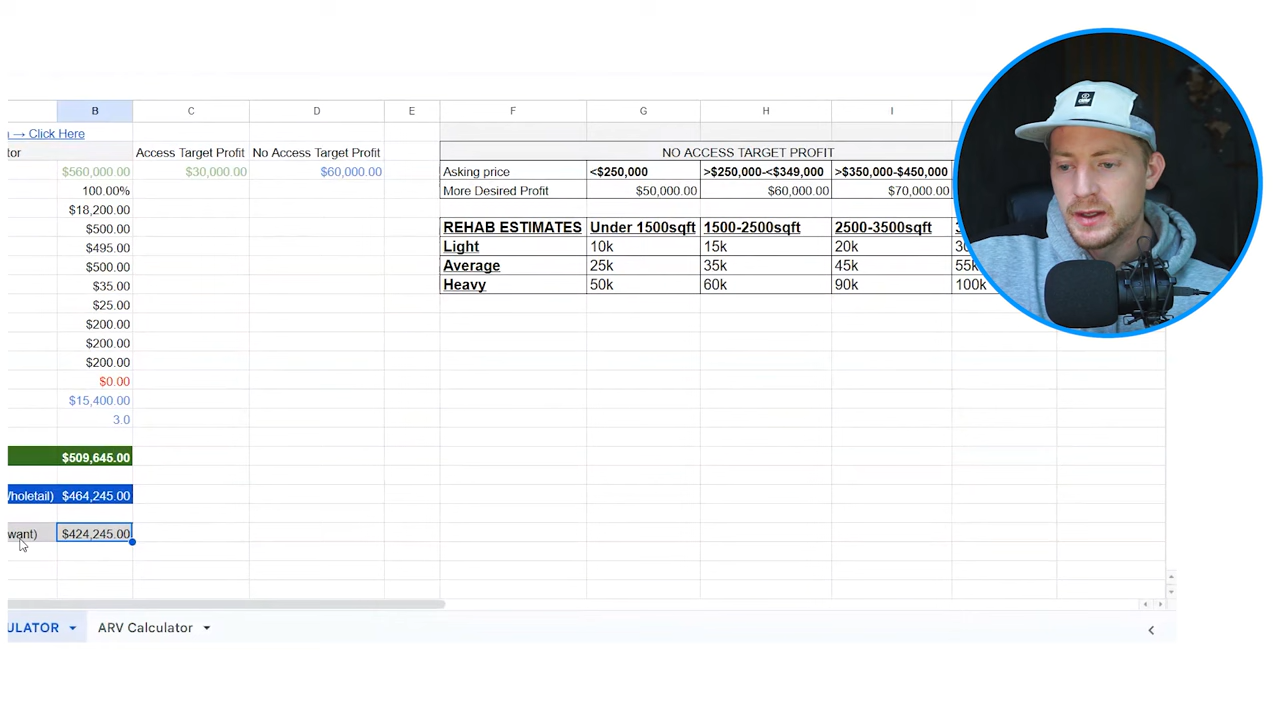 B C D E F G H I
→ Click Here
Access Target Profit No Access Target Profit NO ACCESS TARGET PROFIT
$560,000.00 $30,000.00 $60,000.00 Asking price <$250,000 >$250,000-<$349,000 >$350,000-$450,000
100.00% More Desired Profit $50,000.00 $60,000.00 $70,000.00
$18,200.00
$500.00 REHAB ESTIMATES Under 1500sqft 1500-2500sqft 2500-3500sqft
$495.00 Light 10k 15k 20k
$500.00 Average 25k 35k 45k 55k
$35.00 Heavy 50k 60k 90k 100k
$25.00
$200.00
$200.00
$200.00
$0.00
$15,400.00
3.0
$509,645.00
/holetail) $464,245.00
want) $424,245.00
ULATOR ARV Calculator